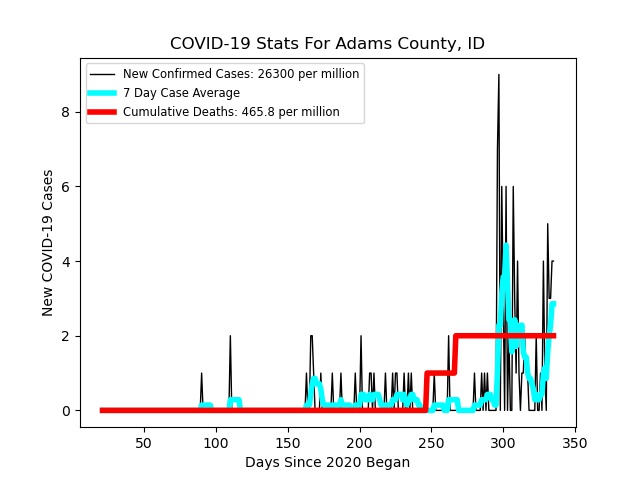 COVID-19 Stats For Adams County, ID
New Confirmed Cases: 26300 per million
7 Day Case Average
Cumulative Deaths: 465.8 per million
New COVID-19 Cases
8
6
4
2
0
50 100 150 200 250 300 350
Days Since 2020 Began